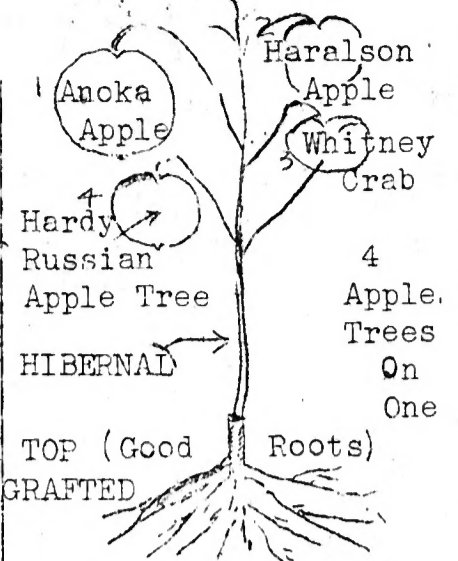 1 Anoka
Apple
2 Haralson
Apple
3 Whitney
Crab
4
Hardy
Russian
Apple Tree
HIBERNAL
4
Apple
Trees
On
One
TOP (Good Roots)
GRAFTED